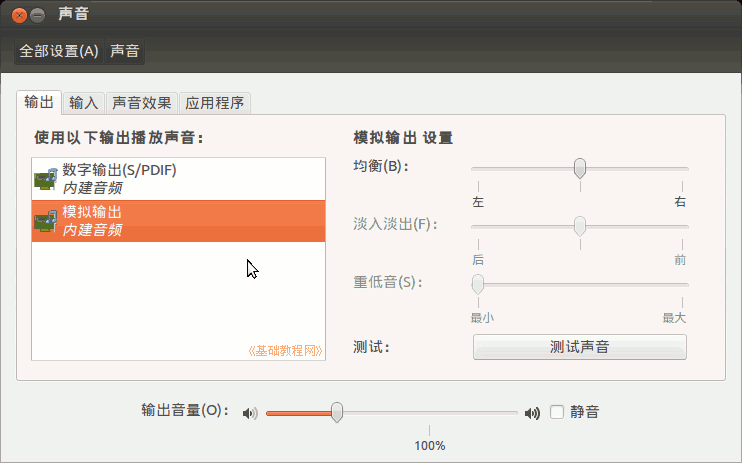 声音
全部设置(A) 声音
输出 输入 声音效果 应用程序
使用以下输出播放声音：
数字输出(S/PDIF)
内建音频
模拟输出
内建音频
《基础教程网》
模拟输出 设置
均衡(B)：
左 右
淡入淡出(F)：
后 前
重低音(S)：
最小 最大
测试： 测试声音
输出音量(O)： 静音
100%